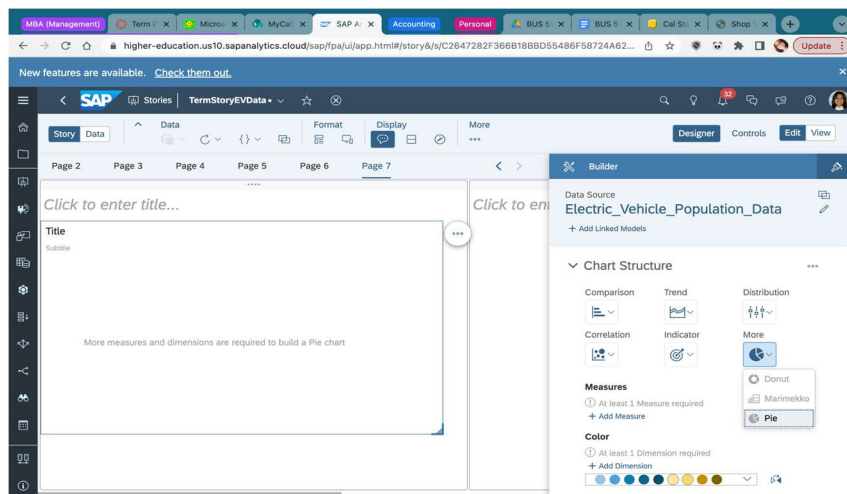 MBA (Management)
Term P
Micros
MyCal
SAP A
Accounting
Personal
BUS 5
BUS 5
Cal St
Shop
higher-education.us10.sapanalytics.cloud/sap/fpa/ui/app.html#/story&/s/C2647282F366B18BBD55486F58724A62...
Update
New features are available. Check them out.
SAP Stories TermStoryEVData
32
Story Data
Data
Format
Display
More
Designer Controls Edit View
Page 2 Page 3 Page 4 Page 5 Page 6 Page 7
Click to enter title...
Click to en
Title
Subtitle
More measures and dimensions are required to build a Pie chart
Builder
Data Source
Electric_Vehicle_Population_Data
+ Add Linked Models
Chart Structure
Comparison Trend Distribution
Correlation Indicator More
Donut
Marimekko
Pie
Measures
At least 1 Measure required
+ Add Measure
Color
At least 1 Dimension required
+ Add Dimension